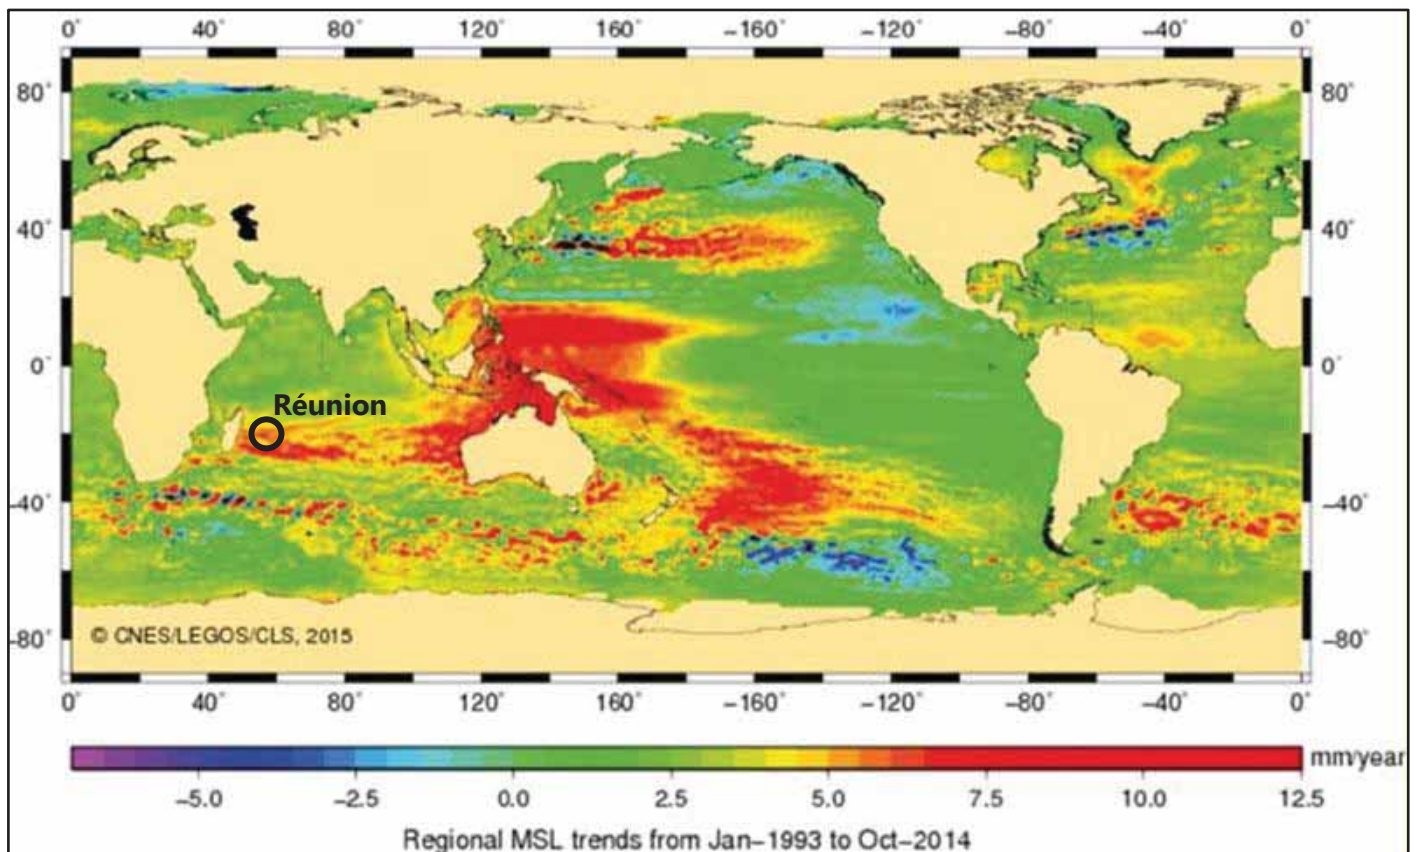 0° 40° 80° 120° 160° −160° −120° −80° −40° 0°
80° 80°
40° 40°
0° 0°
Réunion
−40° −40°
© CNES/LEGOS/CLS, 2015
−80° −80°
0° 40° 80° 120° 160° −160° −120° −80° −40° 0°
mm/year
−5.0 −2.5 0.0 2.5 5.0 7.5 10.0 12.5
Regional MSL trends from Jan−1993 to Oct−2014